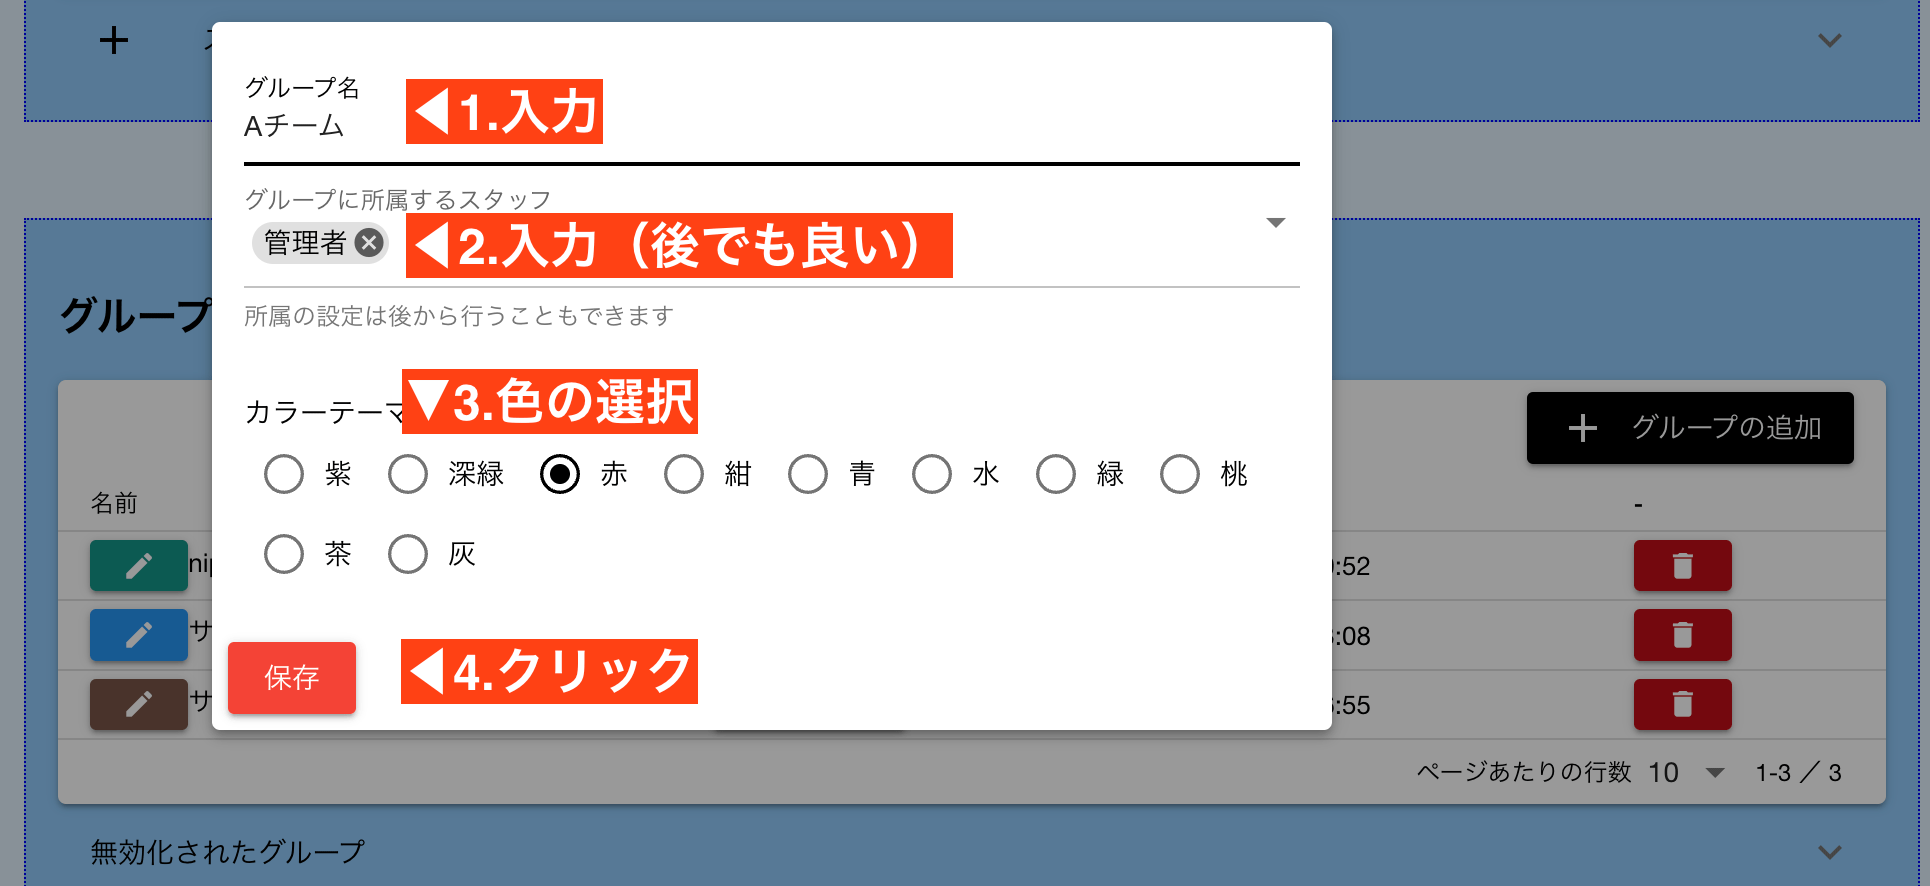 グループ名
Aチーム
◀1.入力
グループに所属するスタッフ
管理者
◀2.入力（後でも良い）
所属の設定は後から行うこともできます
カラーテーマ
▼3.色の選択
紫 深緑 赤 紺 青 水 緑 桃
茶 灰
保存
◀4.クリック
グループ
グループの追加
名前
-
:52
:08
:55
ページあたりの行数 10 1-3 ／ 3
無効化されたグループ